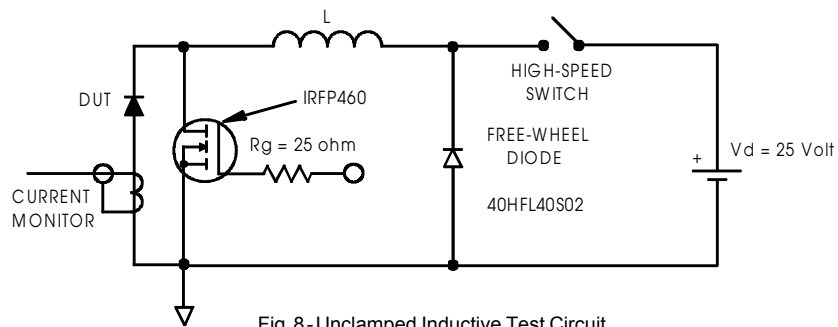 L
HIGH-SPEED
SWITCH
DUT
IRFP460
Rg = 25 ohm
FREE-WHEEL
DIODE
40HFL40S02
+
Vd = 25 Volt
CURRENT
MONITOR
Fig. 8 - Unclamped Inductive Test Circuit